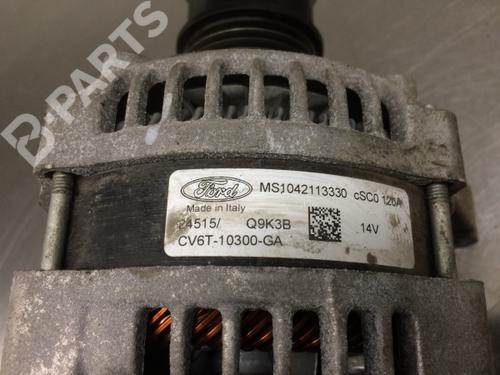 B-PARTS
Ford MS1042113330 cSC0 120A
Made in Italy
24515/ Q9K3B
CV6T-10300-GA 14V